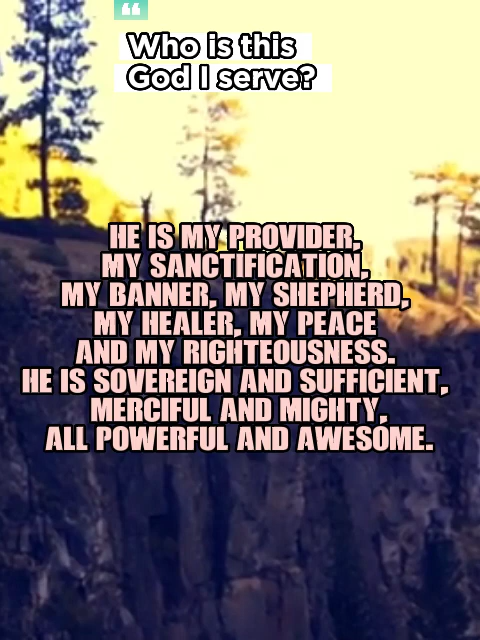 Who is this
God I serve?
HE IS MY PROVIDER,
MY SANCTIFICATION,
MY BANNER, MY SHEPHERD,
MY HEALER, MY PEACE
AND MY RIGHTEOUSNESS.
HE IS SOVEREIGN AND SUFFICIENT,
MERCIFUL AND MIGHTY,
ALL POWERFUL AND AWESOME.